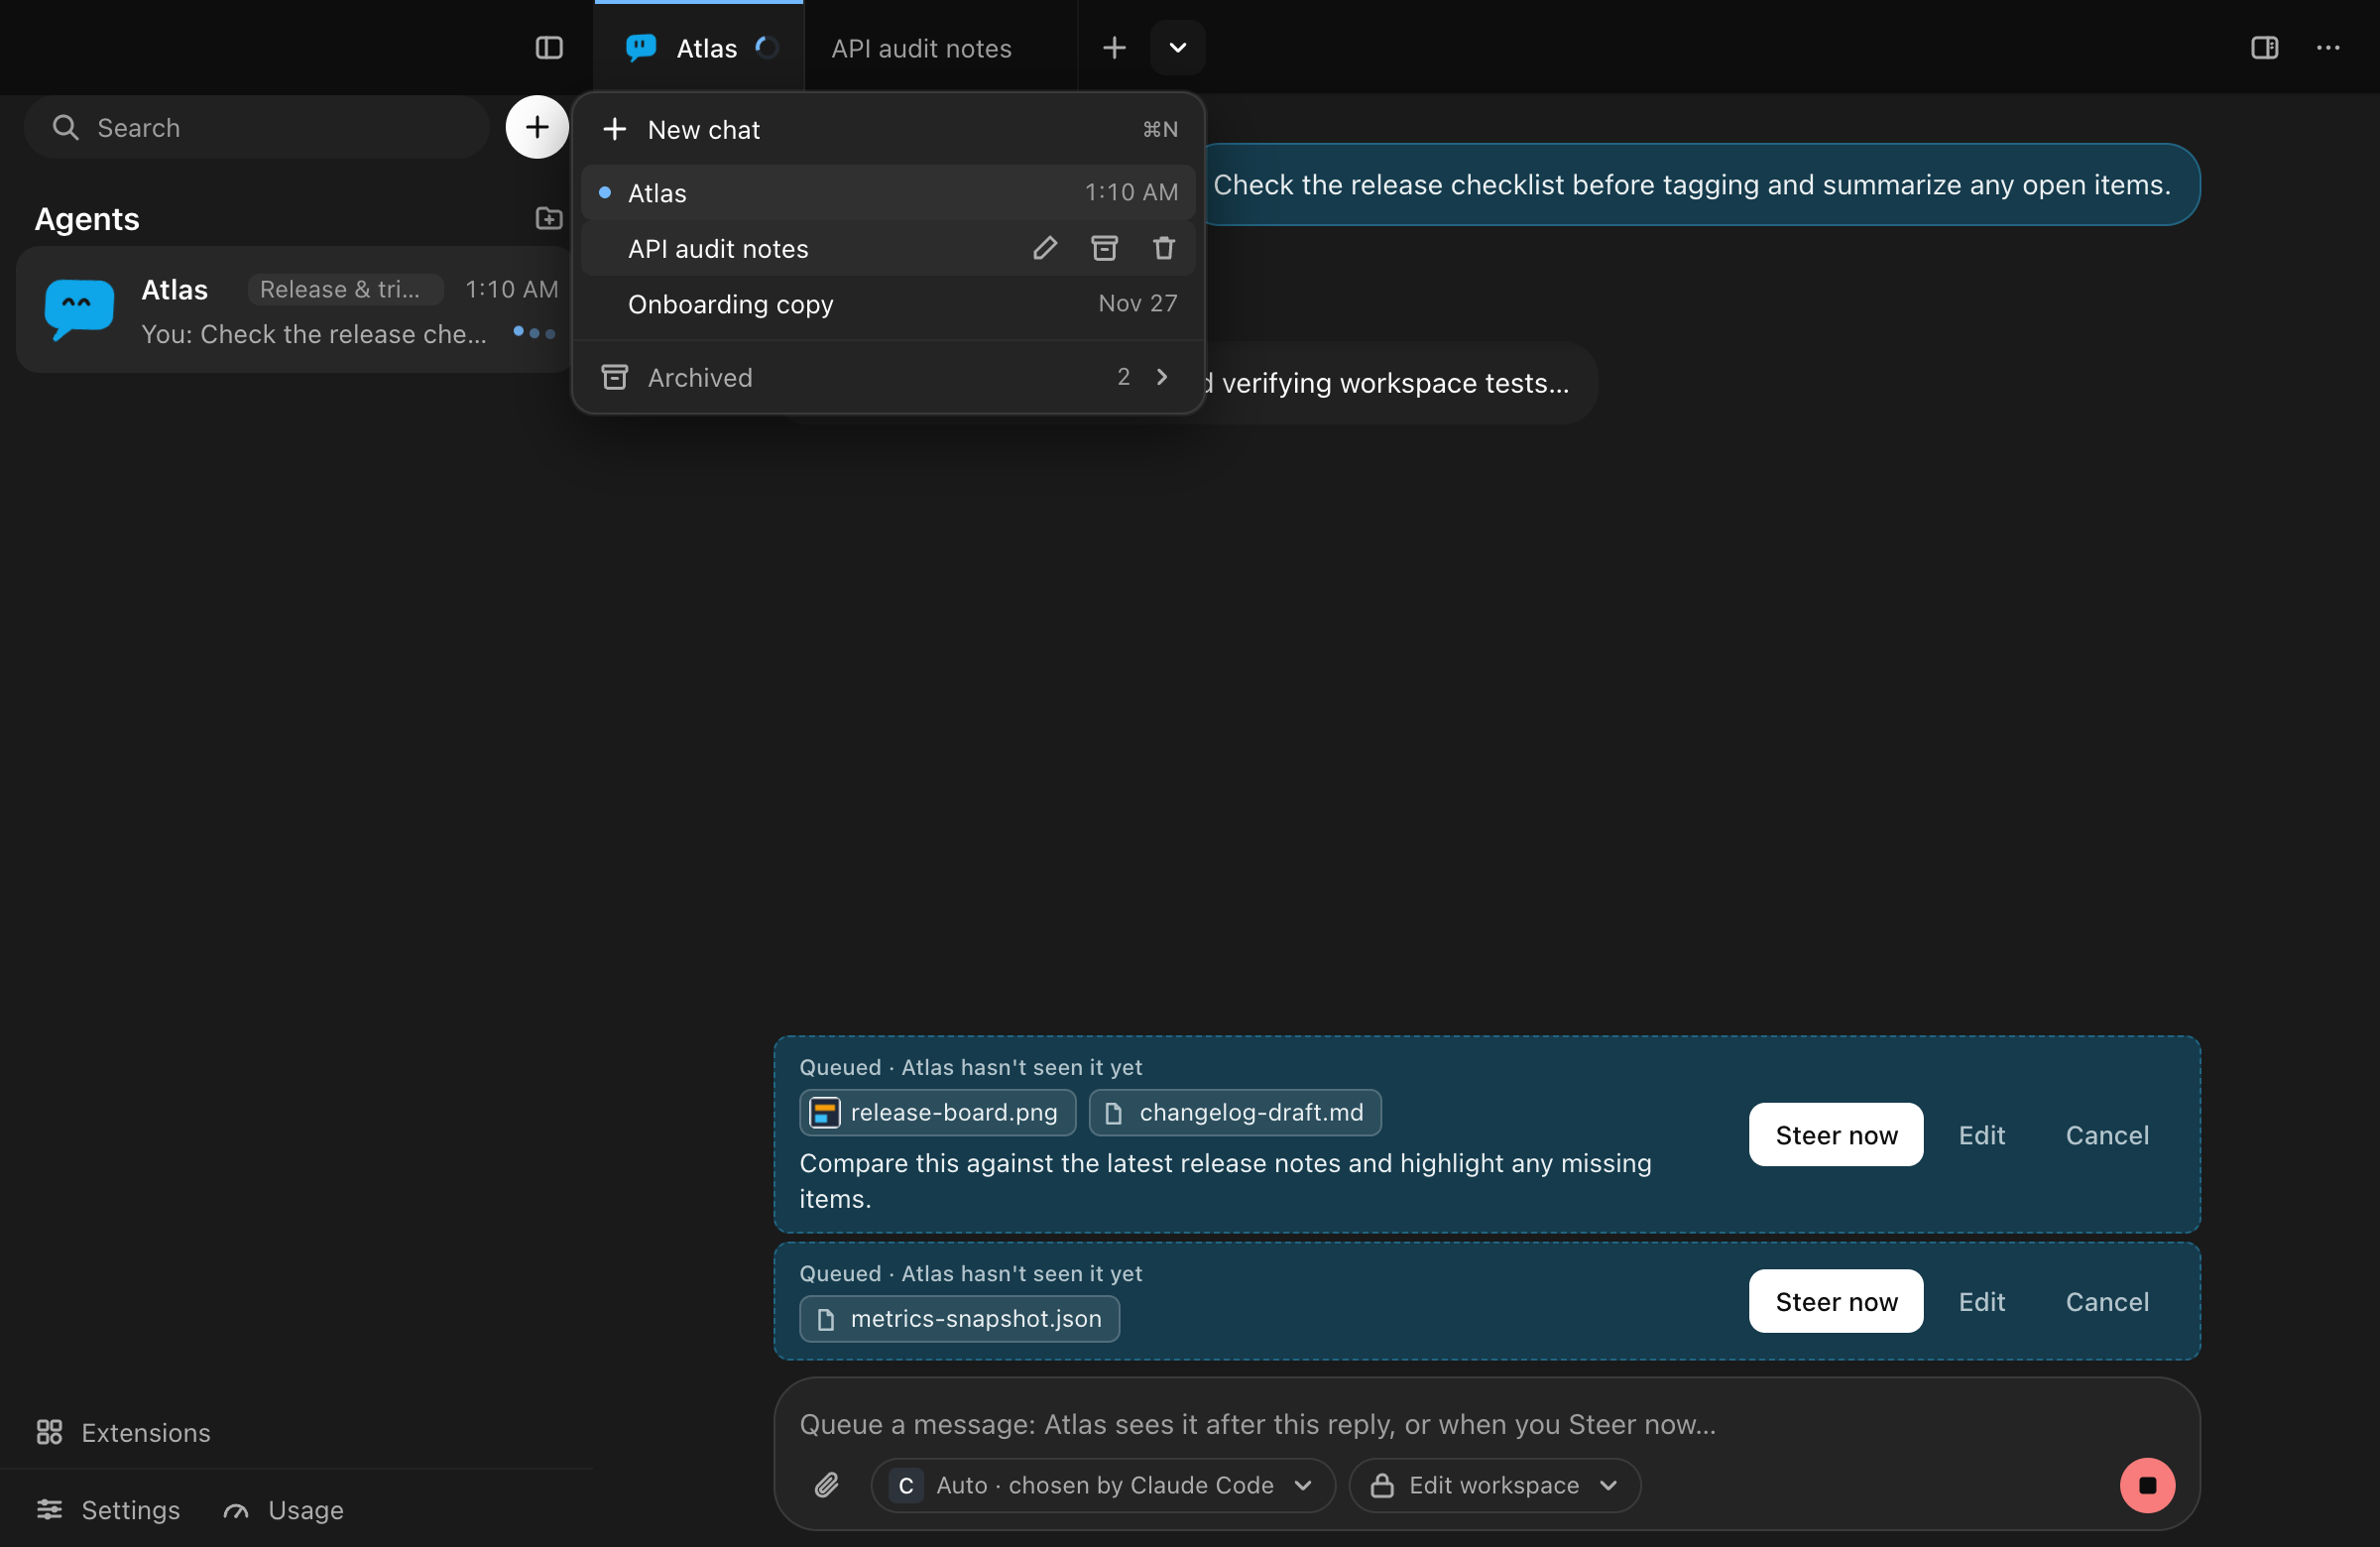 Atlas
API audit notes
Search
New chat
⌘N
Atlas
1:10 AM
API audit notes
Onboarding copy
Nov 27
Archived
2
Agents
Atlas
Release & tri...
1:10 AM
You: Check the release che...
Check the release checklist before tagging and summarize any open items.
verifying workspace tests...
Queued · Atlas hasn't seen it yet
release-board.png
changelog-draft.md
Compare this against the latest release notes and highlight any missing
items.
Steer now
Edit
Cancel
Queued · Atlas hasn't seen it yet
metrics-snapshot.json
Steer now
Edit
Cancel
Queue a message: Atlas sees it after this reply, or when you Steer now...
C
Auto · chosen by Claude Code
Edit workspace
Extensions
Settings
Usage